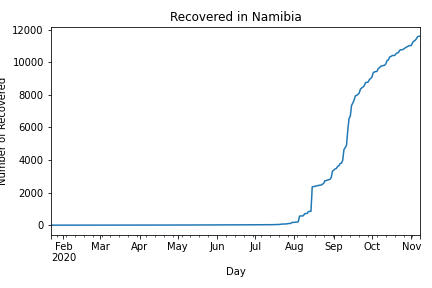 Recovered in Namibia
12000
10000
8000
6000
4000
2000
0
Number of Recovered
Feb Mar Apr May Jun Jul Aug Sep Oct Nov
2020
Day